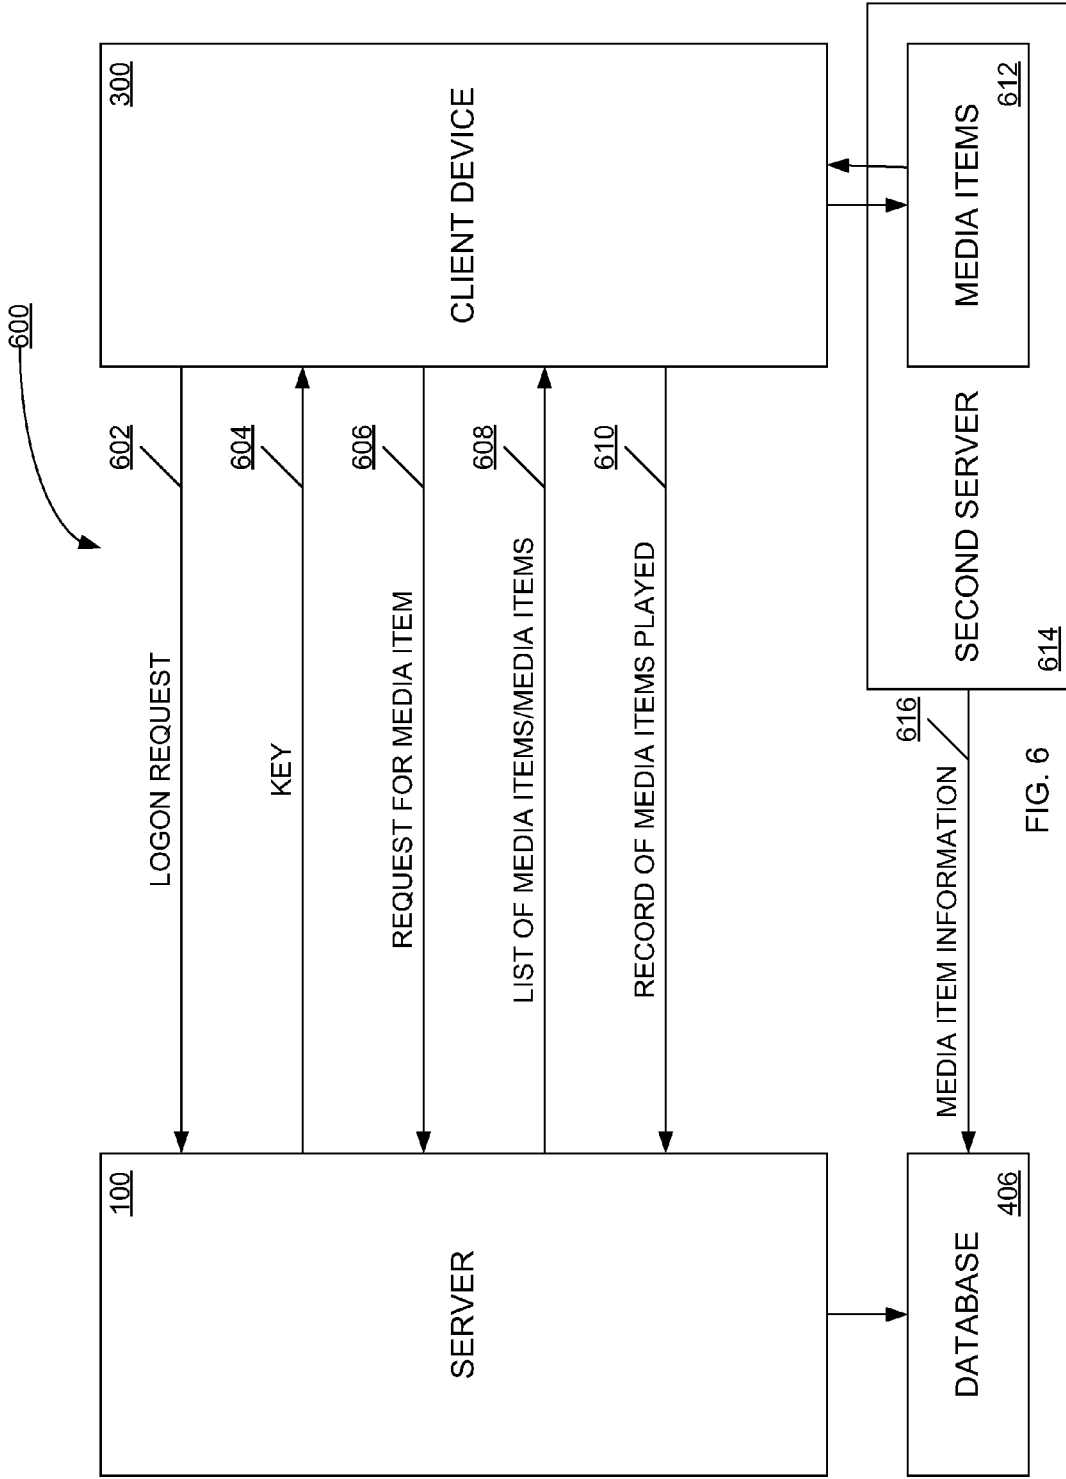 600
300
CLIENT DEVICE
602
LOGON REQUEST
604
KEY
606
REQUEST FOR MEDIA ITEM
608
LIST OF MEDIA ITEMS/MEDIA ITEMS
610
RECORD OF MEDIA ITEMS PLAYED
100
SERVER
612
MEDIA ITEMS
SECOND SERVER
614
616
MEDIA ITEM INFORMATION
406
DATABASE
FIG. 6